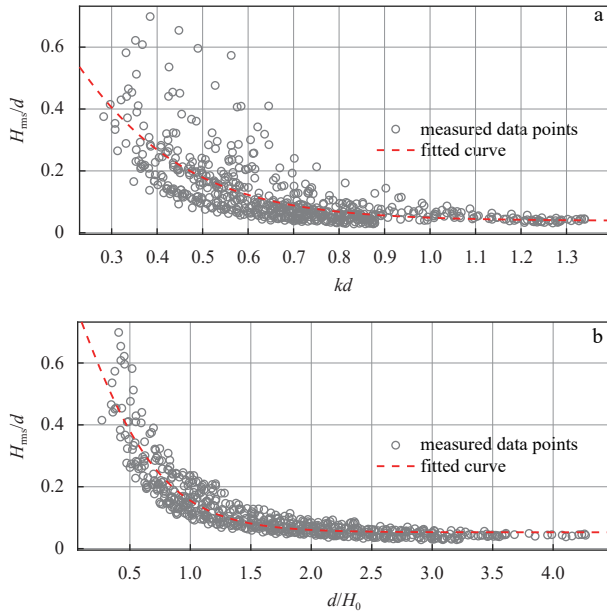 a
0.6
0.4
0.2
0
H_rms/d
measured data points
fitted curve
0.3 0.4 0.5 0.6 0.7 0.8 0.9 1.0 1.1 1.2 1.3
kd
b
0.6
0.4
0.2
0
H_rms/d
measured data points
fitted curve
0.5 1.0 1.5 2.0 2.5 3.0 3.5 4.0
d/H₀